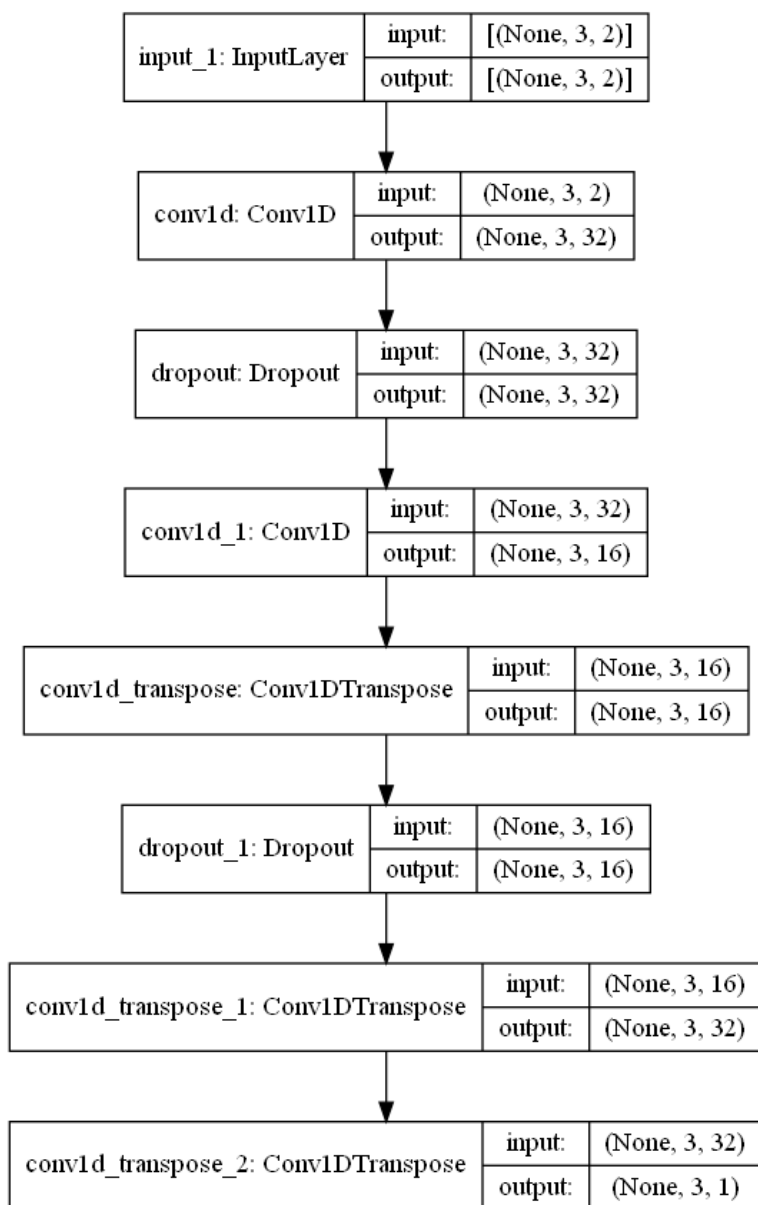 input_1: InputLayer
input: [(None, 3, 2)]
output: [(None, 3, 2)]
conv1d: Conv1D
input: (None, 3, 2)
output: (None, 3, 32)
dropout: Dropout
input: (None, 3, 32)
output: (None, 3, 32)
conv1d_1: Conv1D
input: (None, 3, 32)
output: (None, 3, 16)
conv1d_transpose: Conv1DTranspose
input: (None, 3, 16)
output: (None, 3, 16)
dropout_1: Dropout
input: (None, 3, 16)
output: (None, 3, 16)
conv1d_transpose_1: Conv1DTranspose
input: (None, 3, 16)
output: (None, 3, 32)
conv1d_transpose_2: Conv1DTranspose
input: (None, 3, 32)
output: (None, 3, 1)